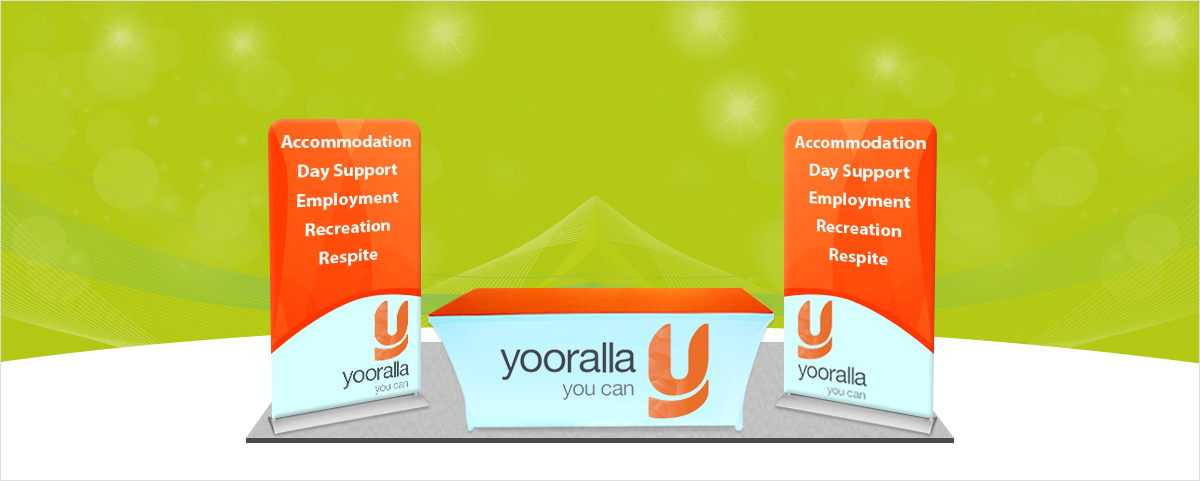 Accommodation
Day Support
Employment
Recreation
Respite
yooralla
you can
yooralla
you can
Accommodation
Day Support
Employment
Recreation
Respite
yooralla
you can